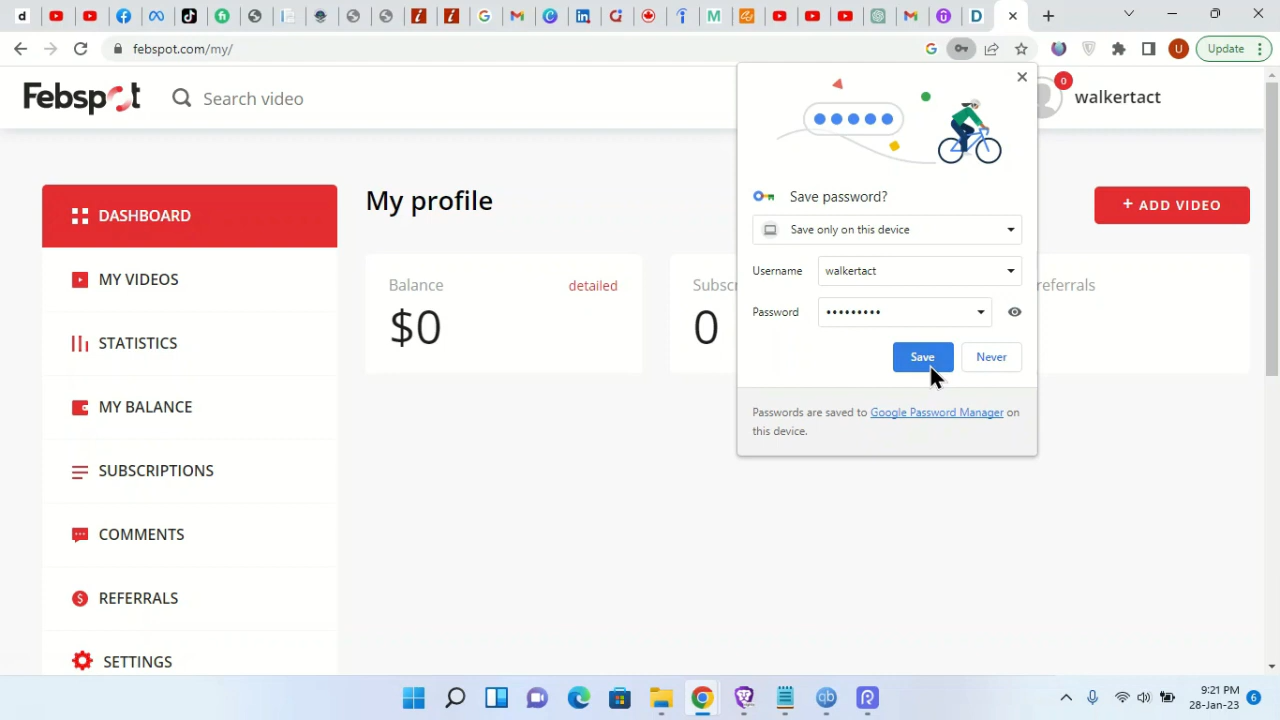 febspot.com/my/
U
Update
Febspot
Search video
0
walkertact
DASHBOARD
MY VIDEOS
STATISTICS
MY BALANCE
SUBSCRIPTIONS
COMMENTS
REFERRALS
SETTINGS
My profile
+ ADD VIDEO
Balance
detailed
$0
Subsc
0
referrals
Save password?
Save only on this device
Username
walkertact
Password
•••••••••
Save
Never
Passwords are saved to Google Password Manager on
this device.
9:21 PM
28-Jan-23
6